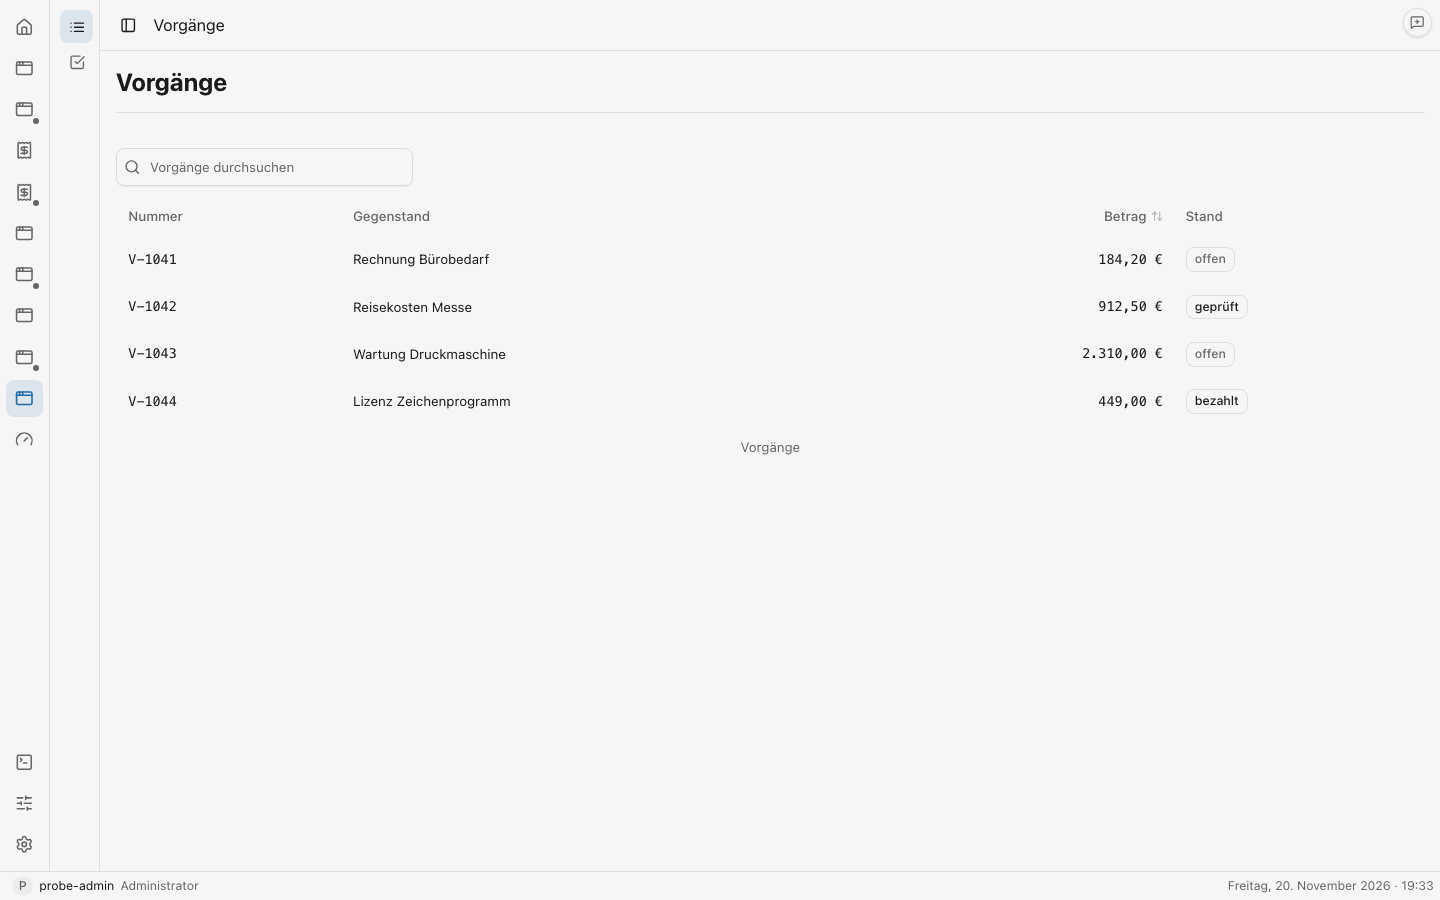 Vorgänge
Vorgänge
Vorgänge durchsuchen
Nummer Gegenstand Betrag Stand
V-1041 Rechnung Bürobedarf 184,20 € offen
V-1042 Reisekosten Messe 912,50 € geprüft
V-1043 Wartung Druckmaschine 2.310,00 € offen
V-1044 Lizenz Zeichenprogramm 449,00 € bezahlt
Vorgänge
P probe-admin Administrator Freitag, 20. November 2026 · 19:33